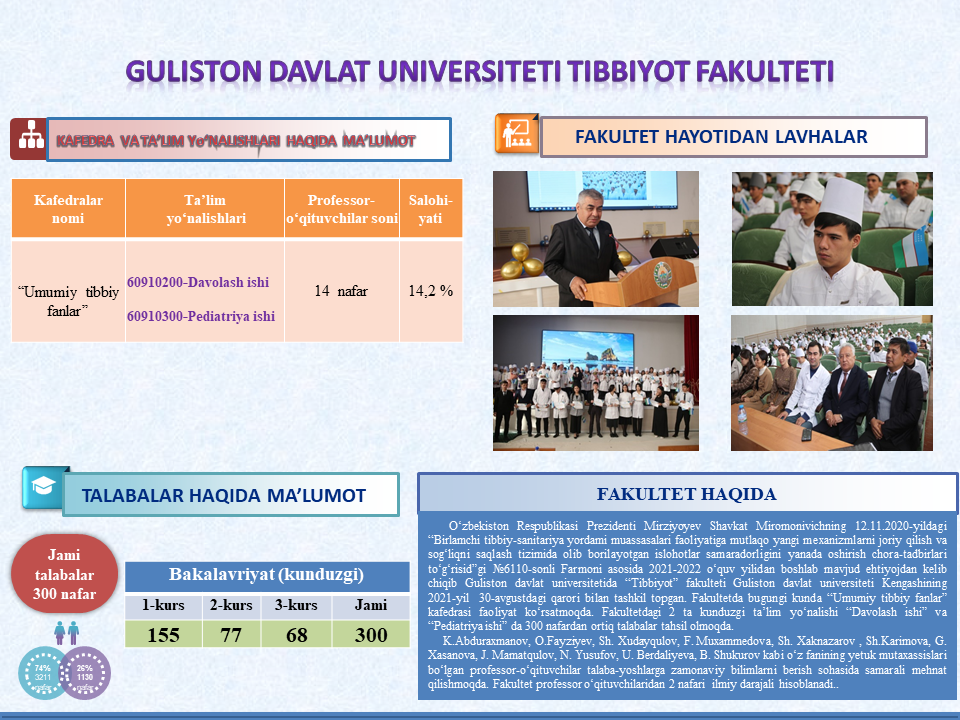 GULISTON DAVLAT UNIVERSITETI TIBBIYOT FAKULTETI
KAFEDRA VA TA’LIM Yo‘NALISHLARI HAQIDA MA’LUMOT
Kafedralar nomi
Ta’lim yo‘nalishlari
Professor-o‘qituvchilar soni
Salohi-yati
“Umumiy tibbiy fanlar”
60910200-Davolash ishi
60910300-Pediatriya ishi
14 nafar
14,2 %
FAKULTET HAYOTIDAN LAVHALAR
TALABALAR HAQIDA MA’LUMOT
Jami
talabalar
300 nafar
Bakalavriyat (kunduzgi)
1-kurs 2-kurs 3-kurs Jami
155 77 68 300
74% 26%
3211 1130
nafar nafar
FAKULTET HAQIDA
O‘zbekiston Respublikasi Prezidenti Mirziyoyev Shavkat Miromonivichning 12.11.2020-yildagi
“Birlamchi tibbiy-sanitariya yordami muassasalari faoliyatiga mutlaqo yangi mexanizmlarni joriy qilish va
sog‘liqni saqlash tizimida olib borilayotgan islohotlar samaradorligini yanada oshirish chora-tadbirlari
to‘g‘risid”gi №6110-sonli Farmoni asosida 2021-2022 o‘quv yilidan boshlab mavjud ehtiyojdan kelib
chiqib Guliston davlat universitetida “Tibbiyot” fakulteti Guliston davlat universiteti Kengashining
2021-yil 30-avgustdagi qarori bilan tashkil topgan. Fakultetda bugungi kunda “Umumiy tibbiy fanlar”
kafedrasi faoliyat ko‘rsatmoqda. Fakultetdagi 2 ta kunduzgi ta’lim yo‘nalishi “Davolash ishi” va
“Pediatriya ishi” da 300 nafardan ortiq talabalar tahsil olmoqda.
K.Abduraxmanov, O.Fayziyev, Sh. Xudayqulov, F.Muxammedova, Sh. Xaknazarov , Sh.Karimova, G.
Xasanova, J. Mamatqulov, N. Yusufov, U. Berdaliyeva, B. Shukurov kabi o‘z fanining yetuk mutaxassislari
bo‘lgan professor-o‘qituvchilar talaba-yoshlarga zamonaviy bilimlarni berish sohasida samarali mehnat
qilishmoqda. Fakultet professor o‘qituvchilaridan 2 nafari ilmiy darajali hisoblanadi..